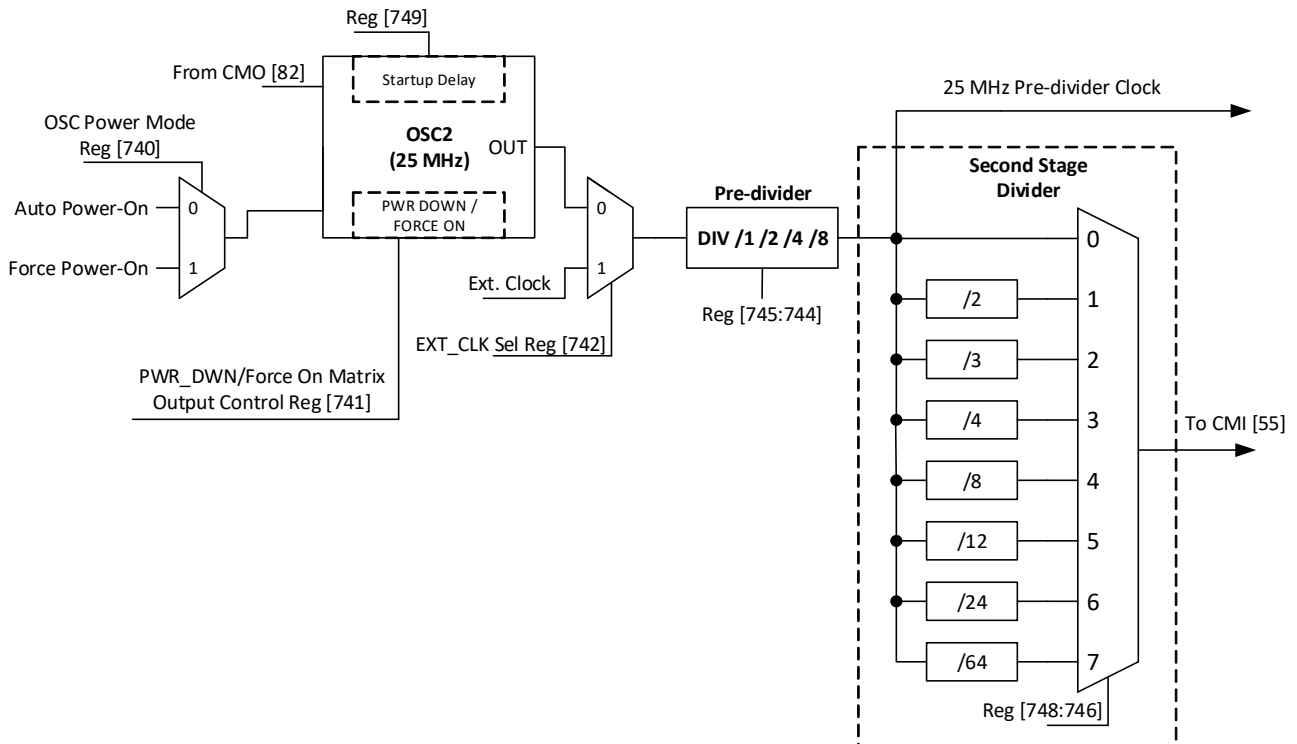 Reg [749]
From CMO [82]
Startup Delay
25 MHz Pre-divider Clock
OSC Power Mode
Reg [740]
OSC2
(25 MHz)
OUT
Second Stage
Divider
Auto Power-On
0
PWR DOWN /
FORCE ON
0
Pre-divider
DIV /1 /2 /4 /8
0
Force Power-On
1
Ext. Clock
1
Reg [745:744]
/2
1
EXT_CLK Sel Reg [742]
/3
2
PWR_DWN/Force On Matrix
Output Control Reg [741]
/4
3
To CMI [55]
/8
4
/12
5
/24
6
/64
7
Reg [748:746]